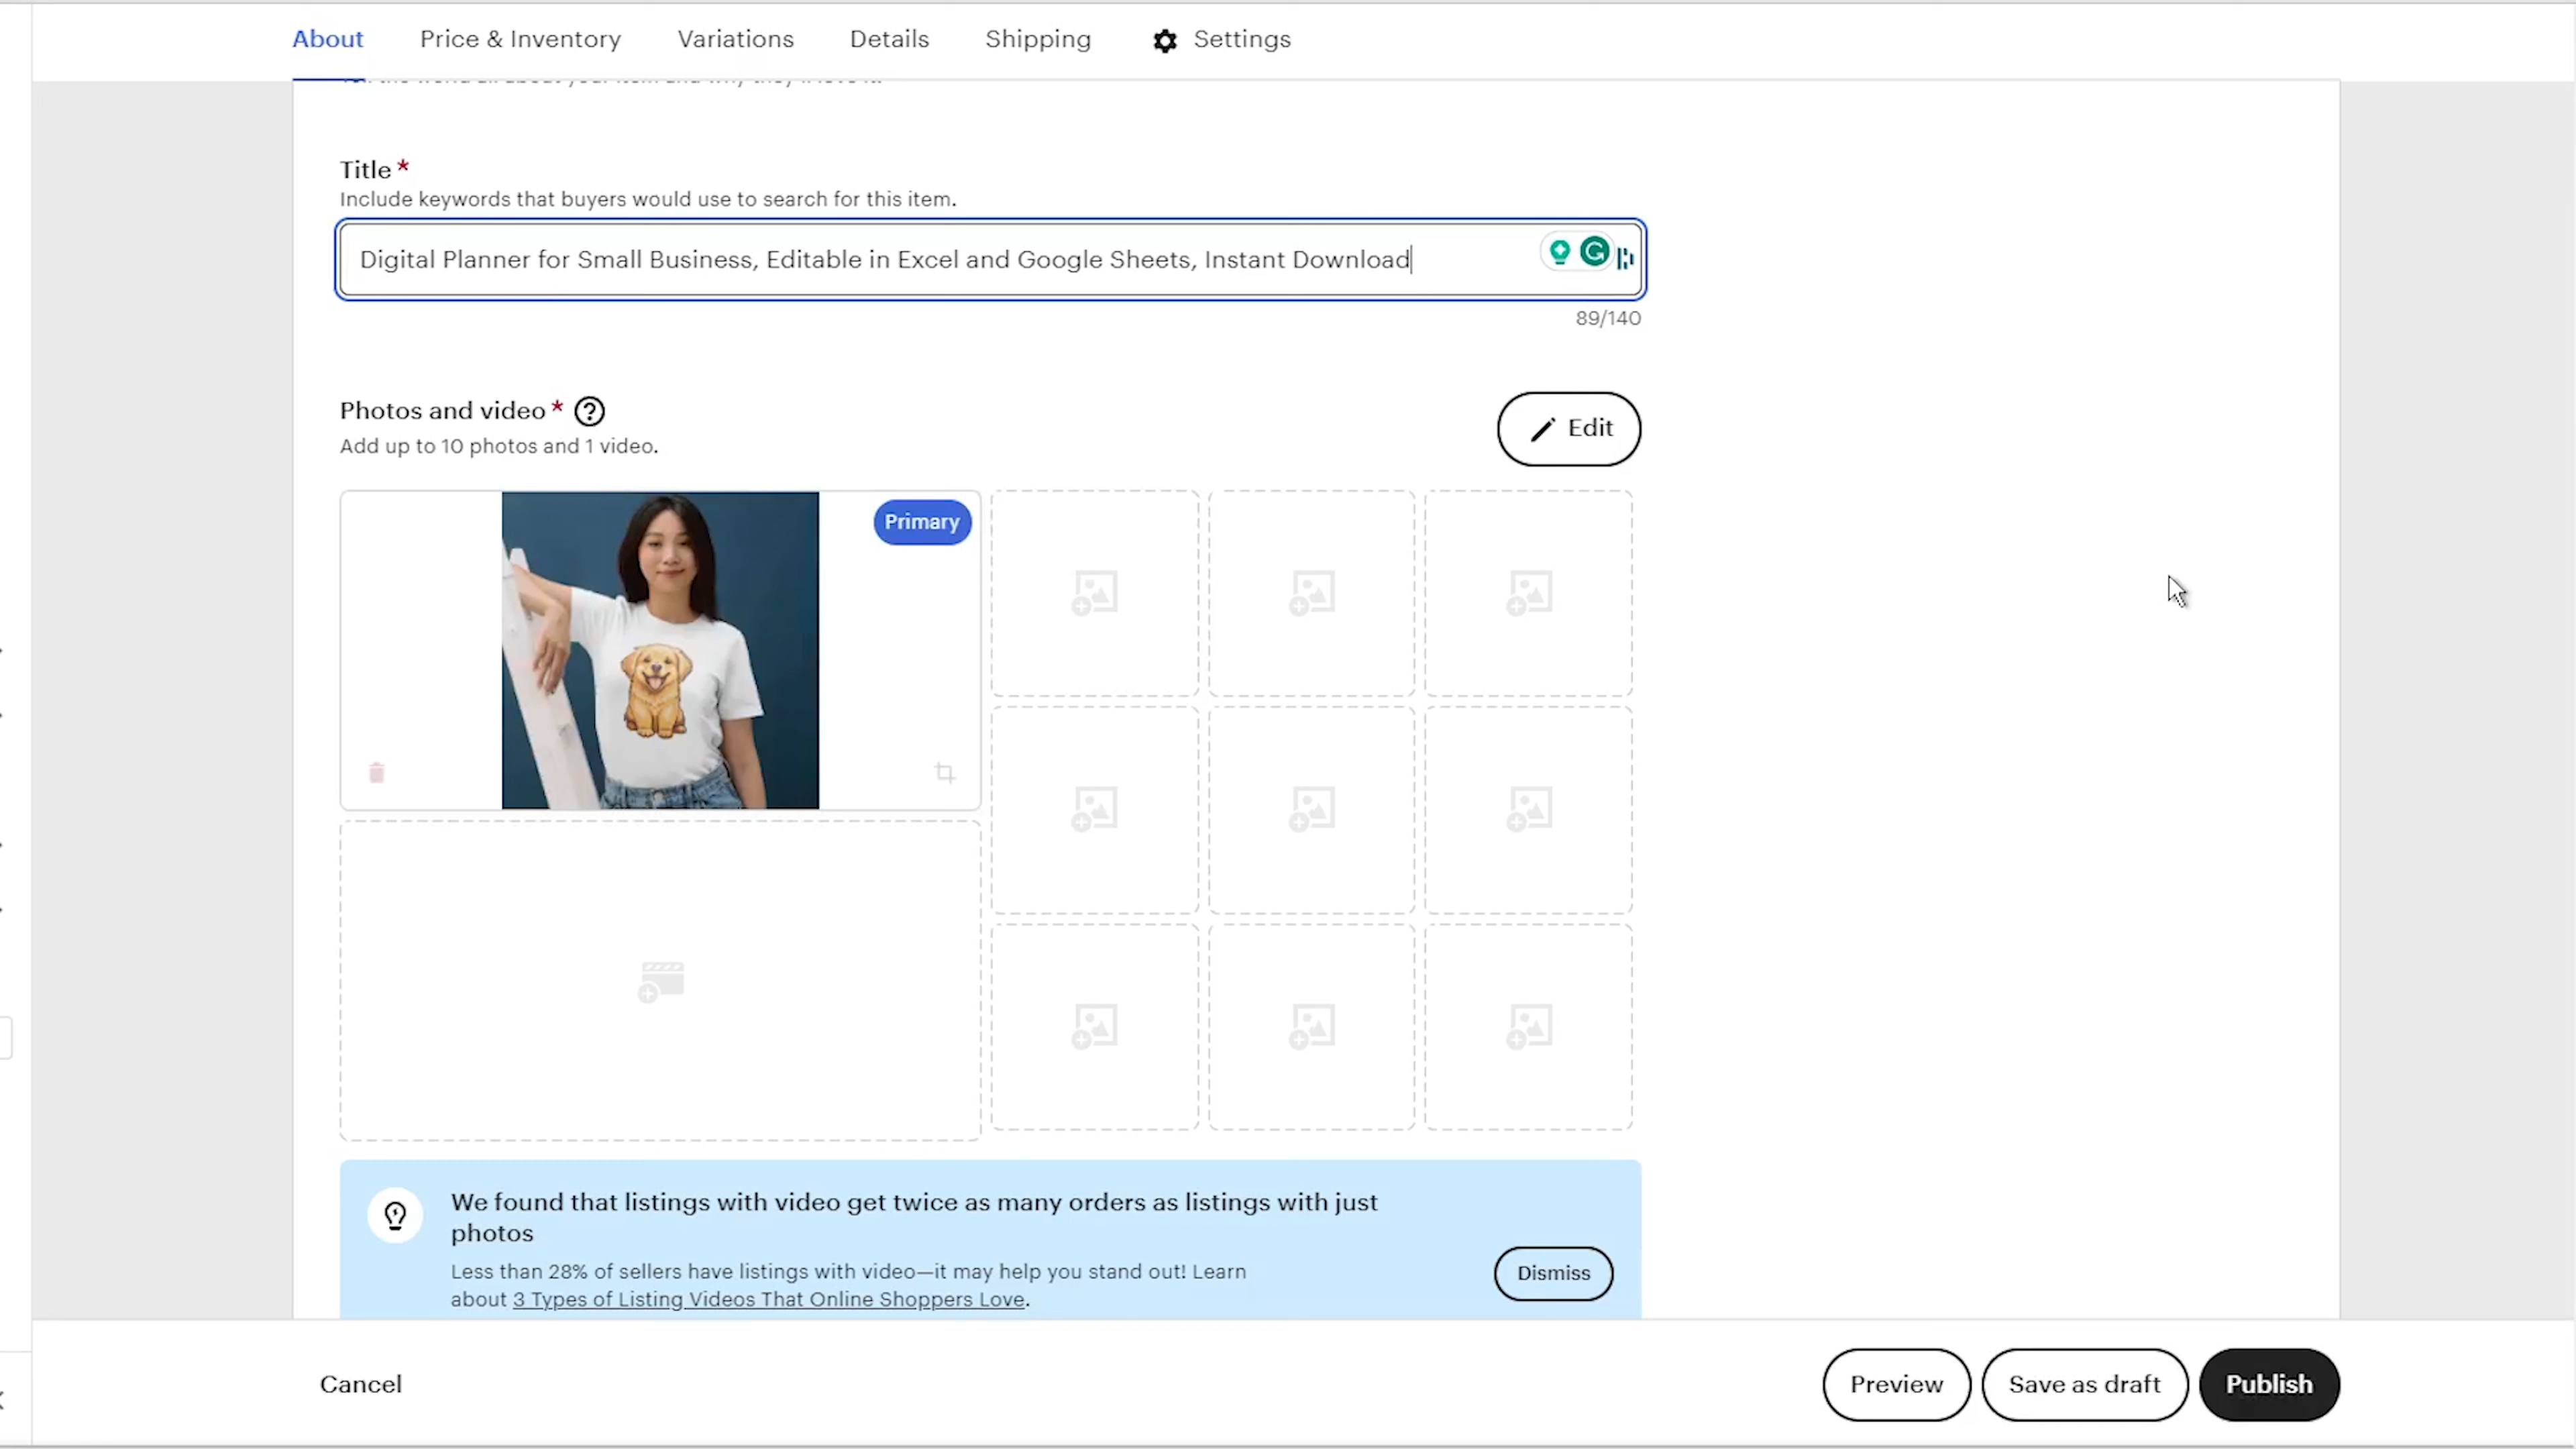 About Price & Inventory Variations Details Shipping Settings
Title *
Include keywords that buyers would use to search for this item.
Digital Planner for Small Business, Editable in Excel and Google Sheets, Instant Download
89/140
Photos and video * ?
Edit
Add up to 10 photos and 1 video.
Primary
We found that listings with video get twice as many orders as listings with just
photos
Less than 28% of sellers have listings with video—it may help you stand out! Learn
about 3 Types of Listing Videos That Online Shoppers Love.
Dismiss
Cancel
Preview Save as draft Publish